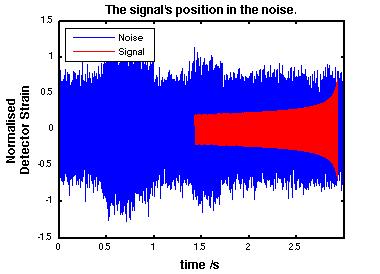 The signal's position in the noise.
1.5
Noise
Signal
1
0.5
0
-0.5
-1
-1.5
Normalised
Detector Strain
0 0.5 1 1.5 2 2.5
time /s